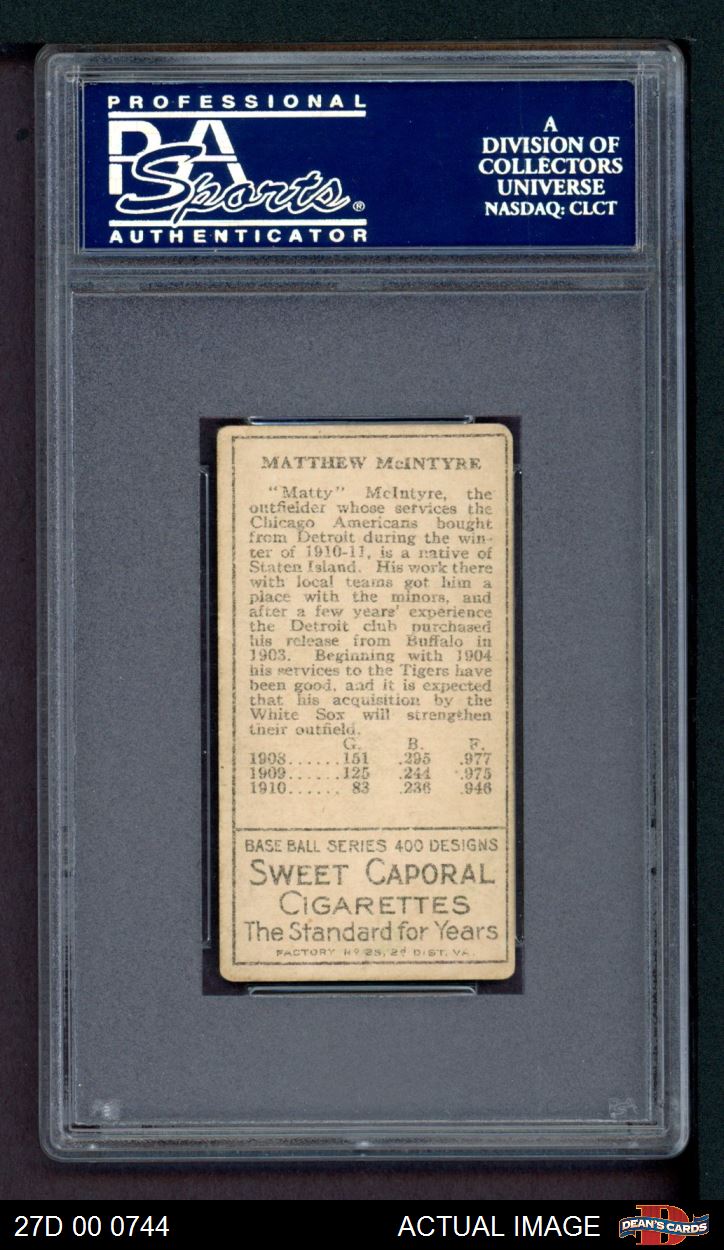 PROFESSIONAL
PSA
Sports®
AUTHENTICATOR
A
DIVISION OF
COLLECTORS
UNIVERSE
NASDAQ: CLCT
MATTHEW McINTYRE
"Matty" McIntyre, the
outfielder whose services the
Chicago Americans bought
from Detroit during the win-
ter of 1910-11, is a native of
Staten Island. His work there
with local teams got him a
place with the minors, and
after a few years' experience
the Detroit club purchased
his release from Buffalo in
1903. Beginning with 1904
his services to the Tigers have
been good, and it is expected
that his acquisition by the
White Sox will strengthen
their outfield.
G. B. F.
1908......151 .295 .977
1909......125 .244 .975
1910...... 83 .236 .946
BASE BALL SERIES 400 DESIGNS
SWEET CAPORAL
CIGARETTES
The Standard for Years
FACTORY Nº 25, 2d DIST. VA.
27D 00 0744
ACTUAL IMAGE
D
DEAN'S CARDS